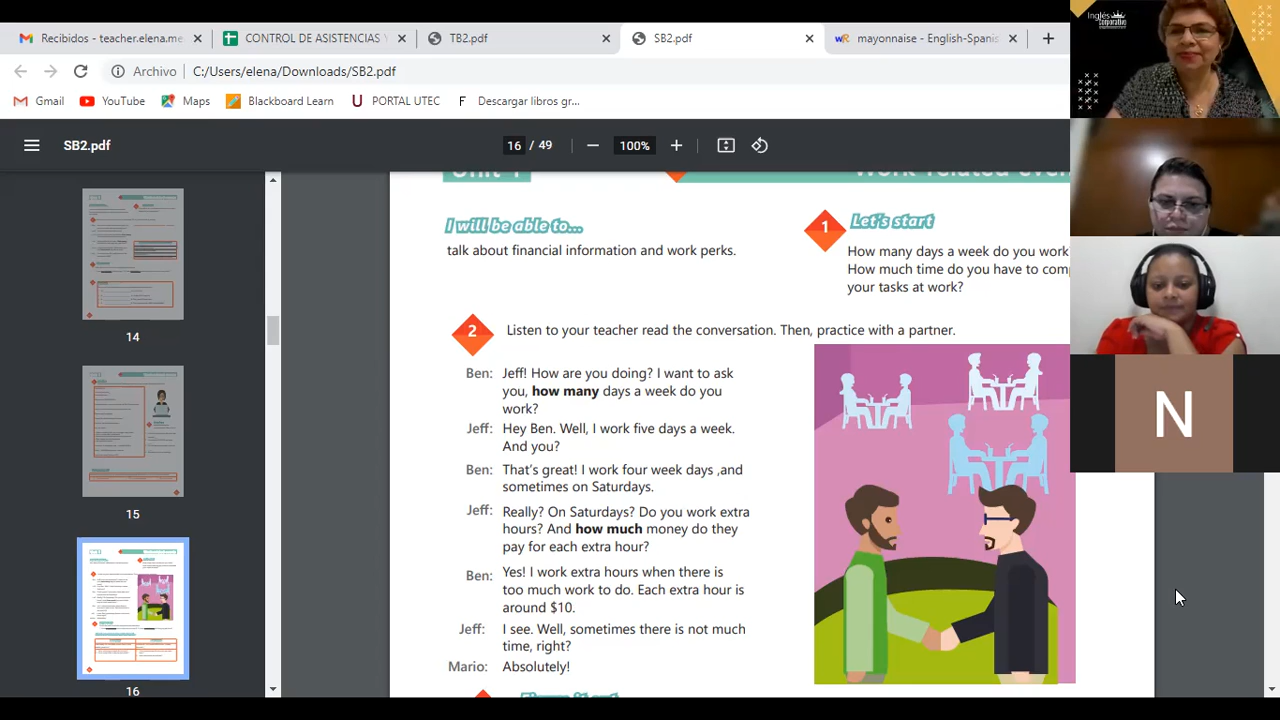 Recibidos - teacher.elena.me
CONTROL DE ASISTENCIAS
TB2.pdf
SB2.pdf
mayonnaise - English-Spanis
Archivo
C:/Users/elena/Downloads/SB2.pdf
Gmail
YouTube
Maps
Blackboard Learn
PORTAL UTEC
Descargar libros gr...
Inglés
Corporativo
SB2.pdf
16 / 49
100%
14
15
16
Unit 1
I will be able to...
talk about financial information and work perks.
1
Let's start
How many days a week do you work
How much time do you have to com
your tasks at work?
2
Listen to your teacher read the conversation. Then, practice with a partner.
Ben: Jeff! How are you doing? I want to ask
you, how many days a week do you
work?
Jeff: Hey Ben. Well, I work five days a week.
And you?
Ben: That's great! I work four week days ,and
sometimes on Saturdays.
Jeff: Really? On Saturdays? Do you work extra
hours? And how much money do they
pay for each extra hour?
Ben: Yes! I work extra hours when there is
too much work to do. Each extra hour is
around $10.
Jeff: I see. Well, sometimes there is not much
time, right?
Mario: Absolutely!
N